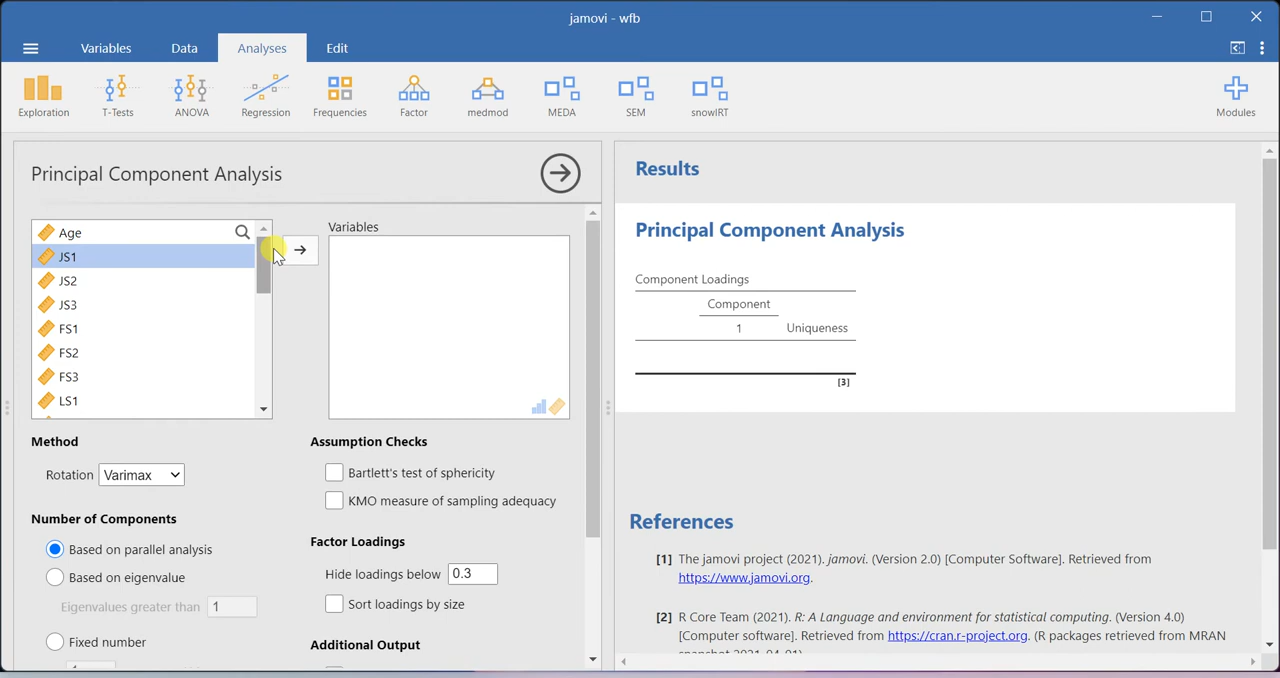 jamovi - wfb
Variables
Data
Analyses
Edit
Exploration
T-Tests
ANOVA
Regression
Frequencies
Factor
medmod
MEDA
SEM
snowIRT
Modules
Principal Component Analysis
Age
JS1
JS2
JS3
FS1
FS2
FS3
LS1
Variables
Method
Rotation Varimax
Number of Components
Based on parallel analysis
Based on eigenvalue
Eigenvalues greater than 1
Fixed number
Assumption Checks
Bartlett's test of sphericity
KMO measure of sampling adequacy
Factor Loadings
Hide loadings below 0.3
Sort loadings by size
Additional Output
Results
Principal Component Analysis
Component Loadings
Component
1 Uniqueness
[3]
References
[1] The jamovi project (2021). jamovi. (Version 2.0) [Computer Software]. Retrieved from
https://www.jamovi.org.
[2] R Core Team (2021). R: A Language and environment for statistical computing. (Version 4.0)
[Computer software]. Retrieved from https://cran.r-project.org. (R packages retrieved from MRAN
snapshot 2021-04-01).